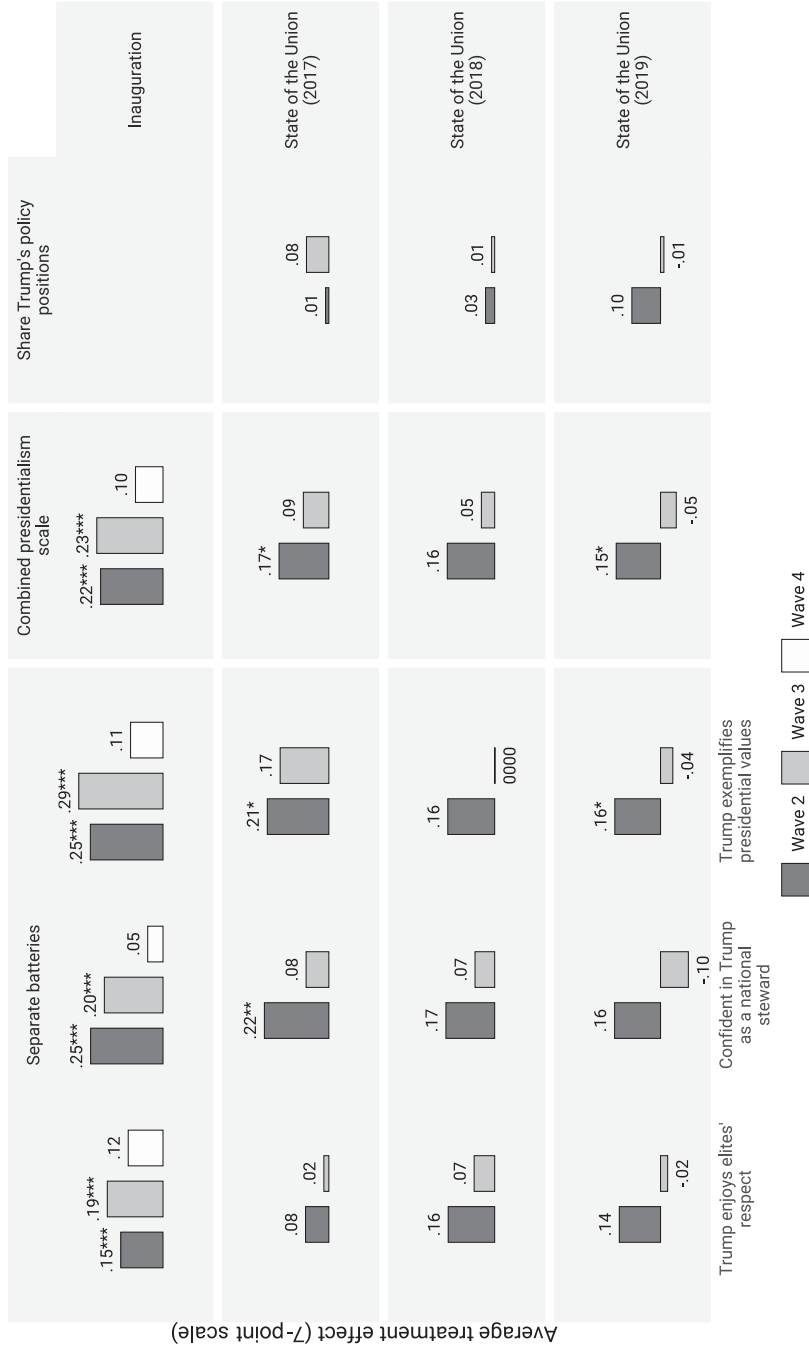 Separate batteries
Combined presidentialism
scale
Share Trump's policy
positions
Average treatment effect (7-point scale)
.15***
.19***
.12
.25***
.20***
.05
.25***
.29***
.11
.22***
.23***
.10
Inauguration
.08
.02
.22**
.08
.21*
.17
.17*
.09
.01
.08
State of the Union
(2017)
.16
.07
.17
.07
.16
0000
.16
.05
.03
.01
State of the Union
(2018)
.14
-.02
.16
-.10
.16*
-.04
.15*
-.05
.10
-.01
State of the Union
(2019)
Trump enjoys elites'
respect
Confident in Trump
as a national
steward
Trump exemplifies
presidential values
Wave 2
Wave 3
Wave 4